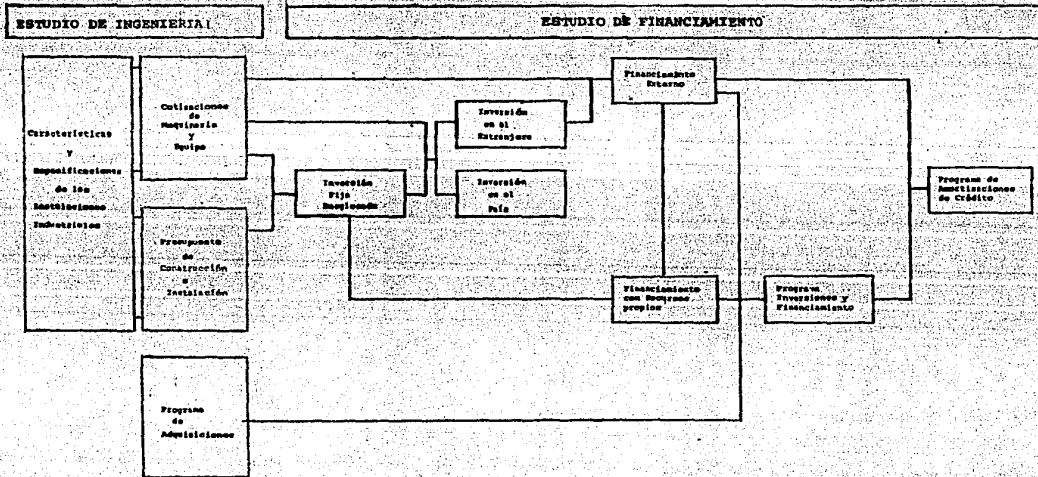 ESTUDIO DE INGENIERIA
ESTUDIO DE FINANCIAMIENTO
Características
y
Especificaciones
de las
Instalaciones
Industriales
Cotizaciones
de
Maquinaria
y
Equipo
Presupuesto
de
Construcción
e
Instalación
Programa
de
Adquisiciones
Inversión
Fija
Inversión
en el
Extranjero
Inversión
en el
País
Financiamiento
Externo
Financiamiento
con Recursos
propios
Programa
Inversiones y
Financiamiento
Programa de
Amortizaciones
de Crédito